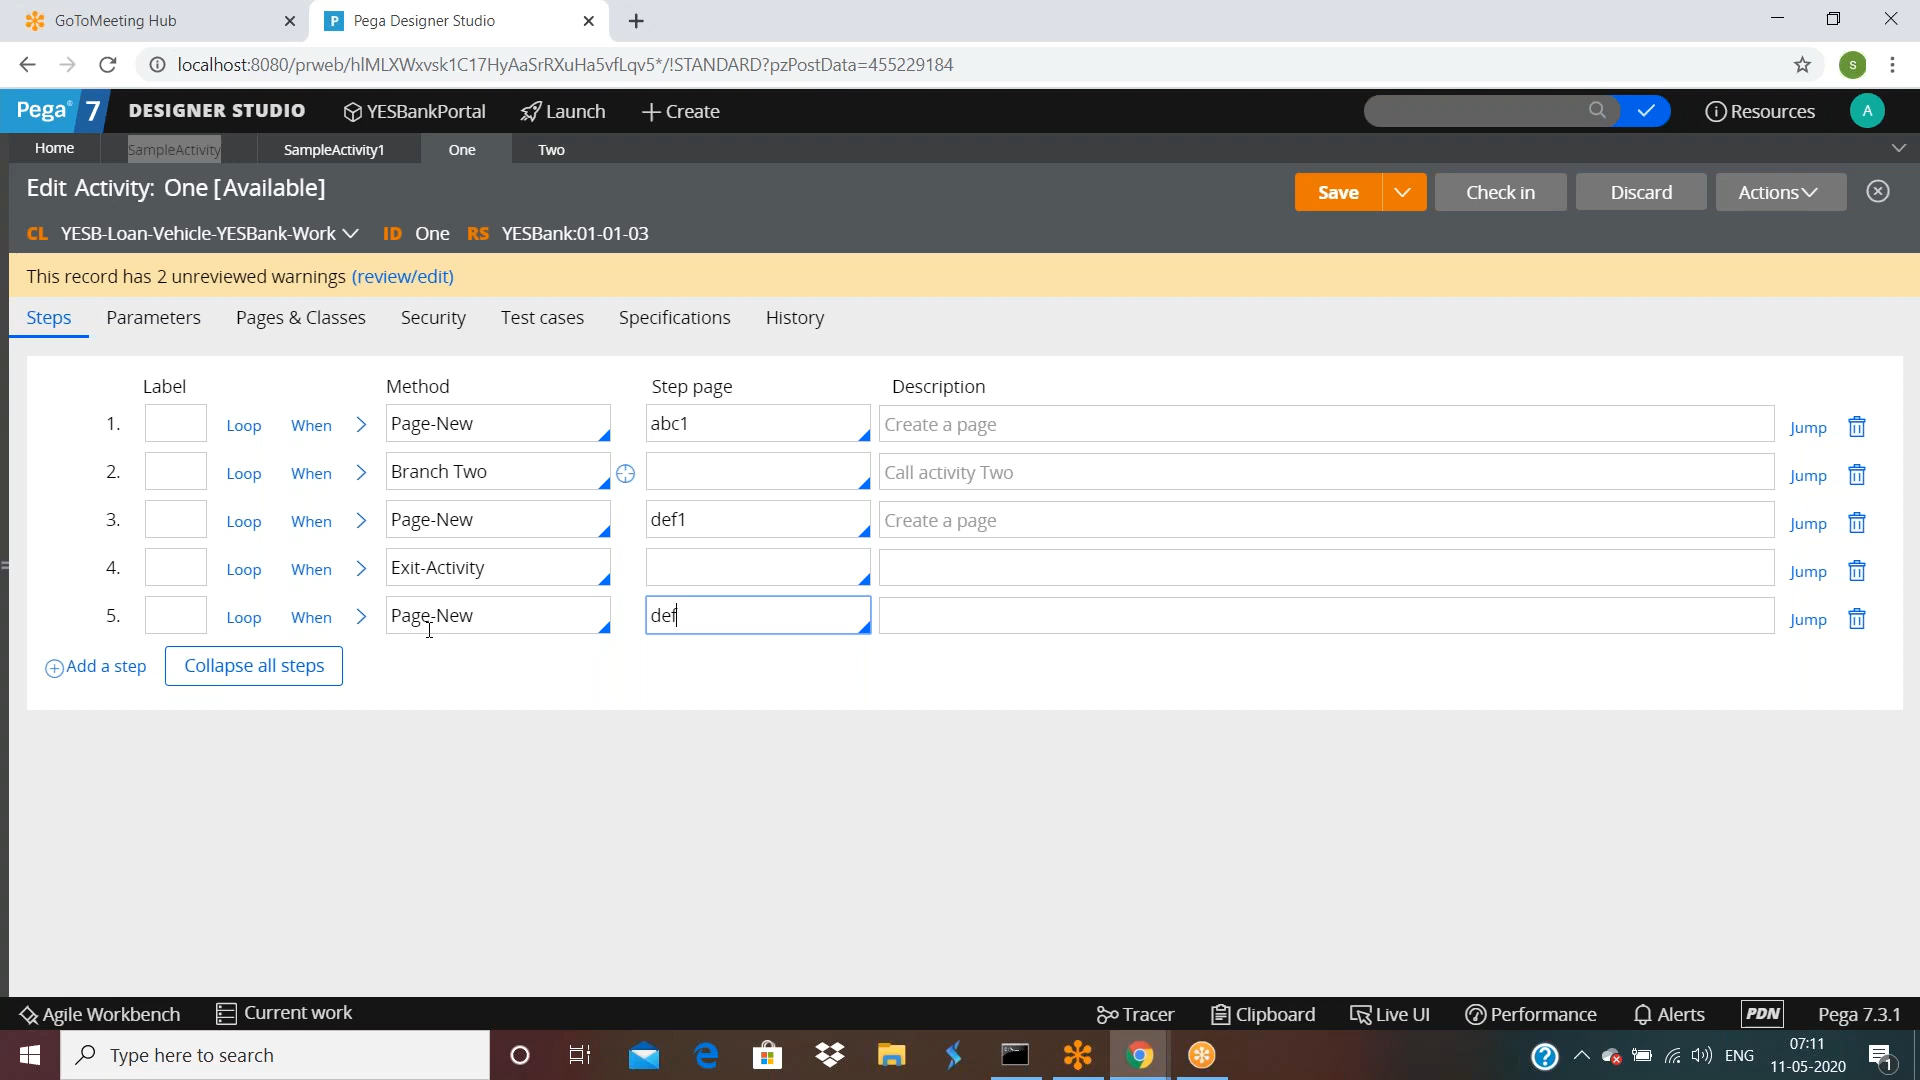 GoToMeeting Hub
P Pega Designer Studio
localhost:8080/prweb/hIMLXWxvsk1C17HyAaSrRXuHa5vfLqv5*/!STANDARD?pzPostData=455229184
s
Pega 7 DESIGNER STUDIO YESBankPortal Launch Create Resources A
Home SampleActivity SampleActivity1 One Two
Edit Activity: One [Available]
Save Check in Discard Actions
CL YESB-Loan-Vehicle-YESBank-Work ID One RS YESBank:01-01-03
This record has 2 unreviewed warnings (review/edit)
Steps Parameters Pages & Classes Security Test cases Specifications History
Label Method Step page Description
1. Loop When Page-New abc1 Create a page Jump
2. Loop When Branch Two Call activity Two Jump
3. Loop When Page-New def1 Create a page Jump
4. Loop When Exit-Activity Jump
5. Loop When Page-New def Jump
Add a step Collapse all steps
Agile Workbench Current work Tracer Clipboard Live UI Performance Alerts PDN Pega 7.3.1
Type here to search ENG 07:11
11-05-2020 1